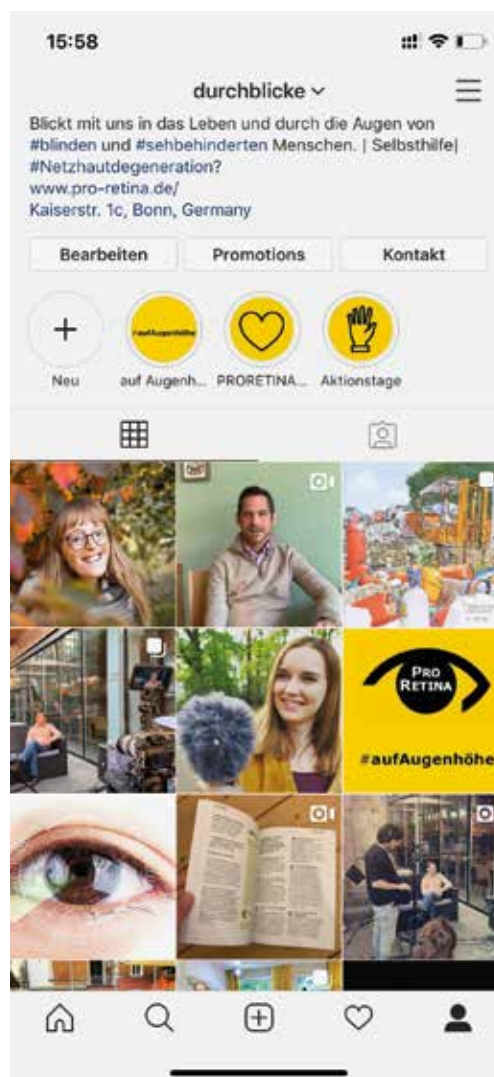 15:58
durchblicke
Blickt mit uns in das Leben und durch die Augen von
#blinden und #sehbehinderten Menschen. | Selbsthilfe|
#Netzhautdegeneration?
www.pro-retina.de/
Kaiserstr. 1c, Bonn, Germany
Bearbeiten Promotions Kontakt
#aufAugenhöhe
Neu auf Augenh... PRORETINA... Aktionstage
PRO
RETINA
#aufAugenhöhe